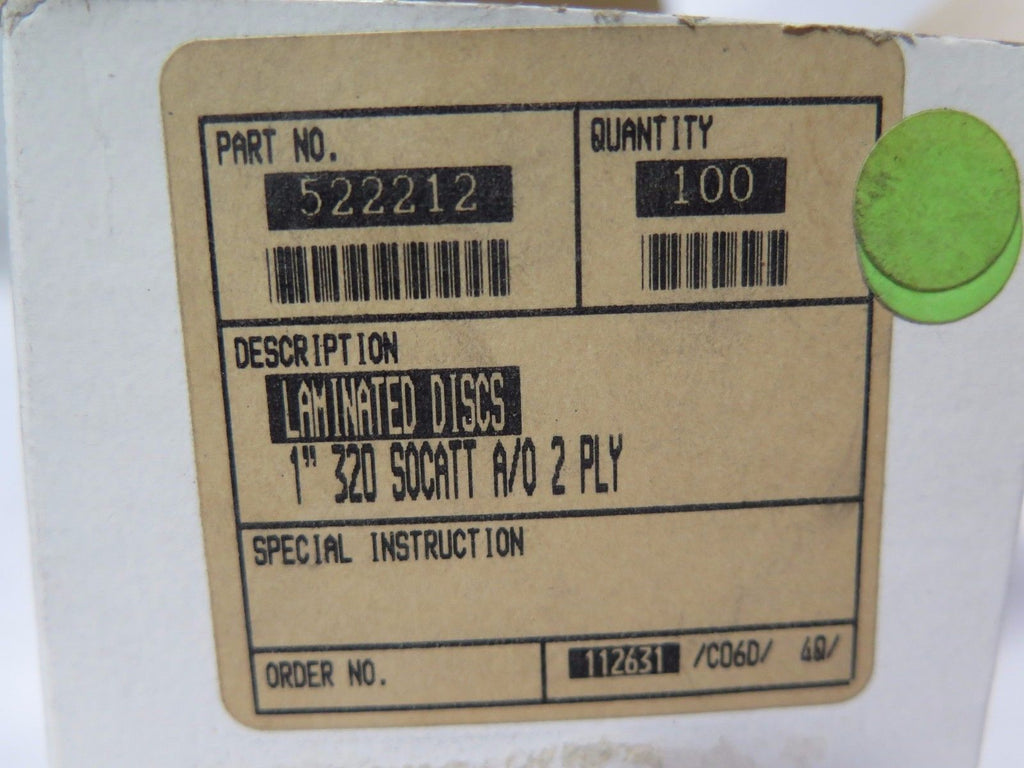 PART NO.
522212
QUANTITY
100
DESCRIPTION
LAMINATED DISCS
1" 320 SOCATT A/O 2 PLY
SPECIAL INSTRUCTION
ORDER NO.
112631 /C06D/ 4Q/